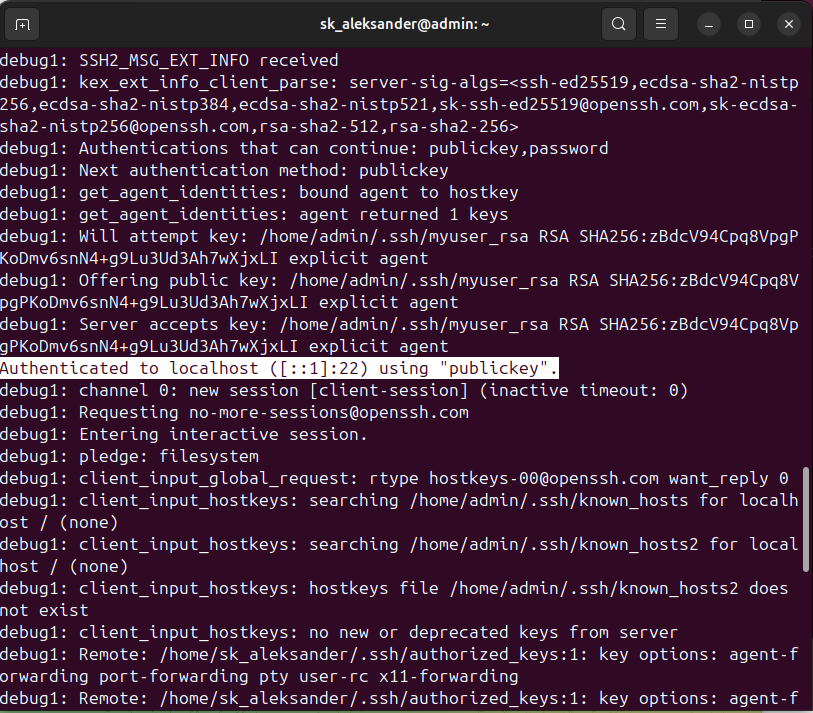 sk_aleksander@admin: ~
debug1: SSH2_MSG_EXT_INFO received
debug1: kex_ext_info_client_parse: server-sig-algs=<ssh-ed25519,ecdsa-sha2-nistp
256,ecdsa-sha2-nistp384,ecdsa-sha2-nistp521,sk-ssh-ed25519@openssh.com,sk-ecdsa-
sha2-nistp256@openssh.com,rsa-sha2-512,rsa-sha2-256>
debug1: Authentications that can continue: publickey,password
debug1: Next authentication method: publickey
debug1: get_agent_identities: bound agent to hostkey
debug1: get_agent_identities: agent returned 1 keys
debug1: Will attempt key: /home/admin/.ssh/myuser_rsa RSA SHA256:zBdcV94Cpq8VpgP
KoDmv6snN4+g9Lu3Ud3Ah7wXjxLI explicit agent
debug1: Offering public key: /home/admin/.ssh/myuser_rsa RSA SHA256:zBdcV94Cpq8V
pgPKoDmv6snN4+g9Lu3Ud3Ah7wXjxLI explicit agent
debug1: Server accepts key: /home/admin/.ssh/myuser_rsa RSA SHA256:zBdcV94Cpq8Vp
gPKoDmv6snN4+g9Lu3Ud3Ah7wXjxLI explicit agent
Authenticated to localhost ([::1]:22) using "publickey".
debug1: channel 0: new session [client-session] (inactive timeout: 0)
debug1: Requesting no-more-sessions@openssh.com
debug1: Entering interactive session.
debug1: pledge: filesystem
debug1: client_input_global_request: rtype hostkeys-00@openssh.com want_reply 0
debug1: client_input_hostkeys: searching /home/admin/.ssh/known_hosts for localh
ost / (none)
debug1: client_input_hostkeys: searching /home/admin/.ssh/known_hosts2 for local
host / (none)
debug1: client_input_hostkeys: hostkeys file /home/admin/.ssh/known_hosts2 does
not exist
debug1: client_input_hostkeys: no new or deprecated keys from server
debug1: Remote: /home/sk_aleksander/.ssh/authorized_keys:1: key options: agent-f
orwarding port-forwarding pty user-rc x11-forwarding
debug1: Remote: /home/sk_aleksander/.ssh/authorized_keys:1: key options: agent-f